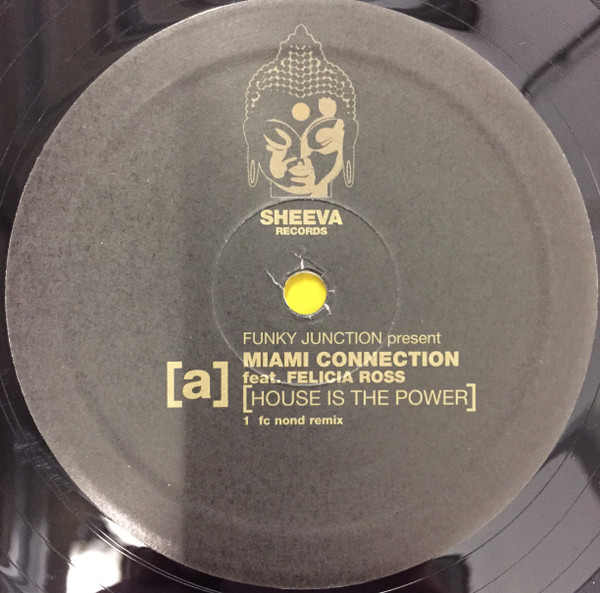 SHEEVA
RECORDS
FUNKY JUNCTION present
MIAMI CONNECTION
[a]
feat. FELICIA ROSS
[HOUSE IS THE POWER]
1 fc nond remix